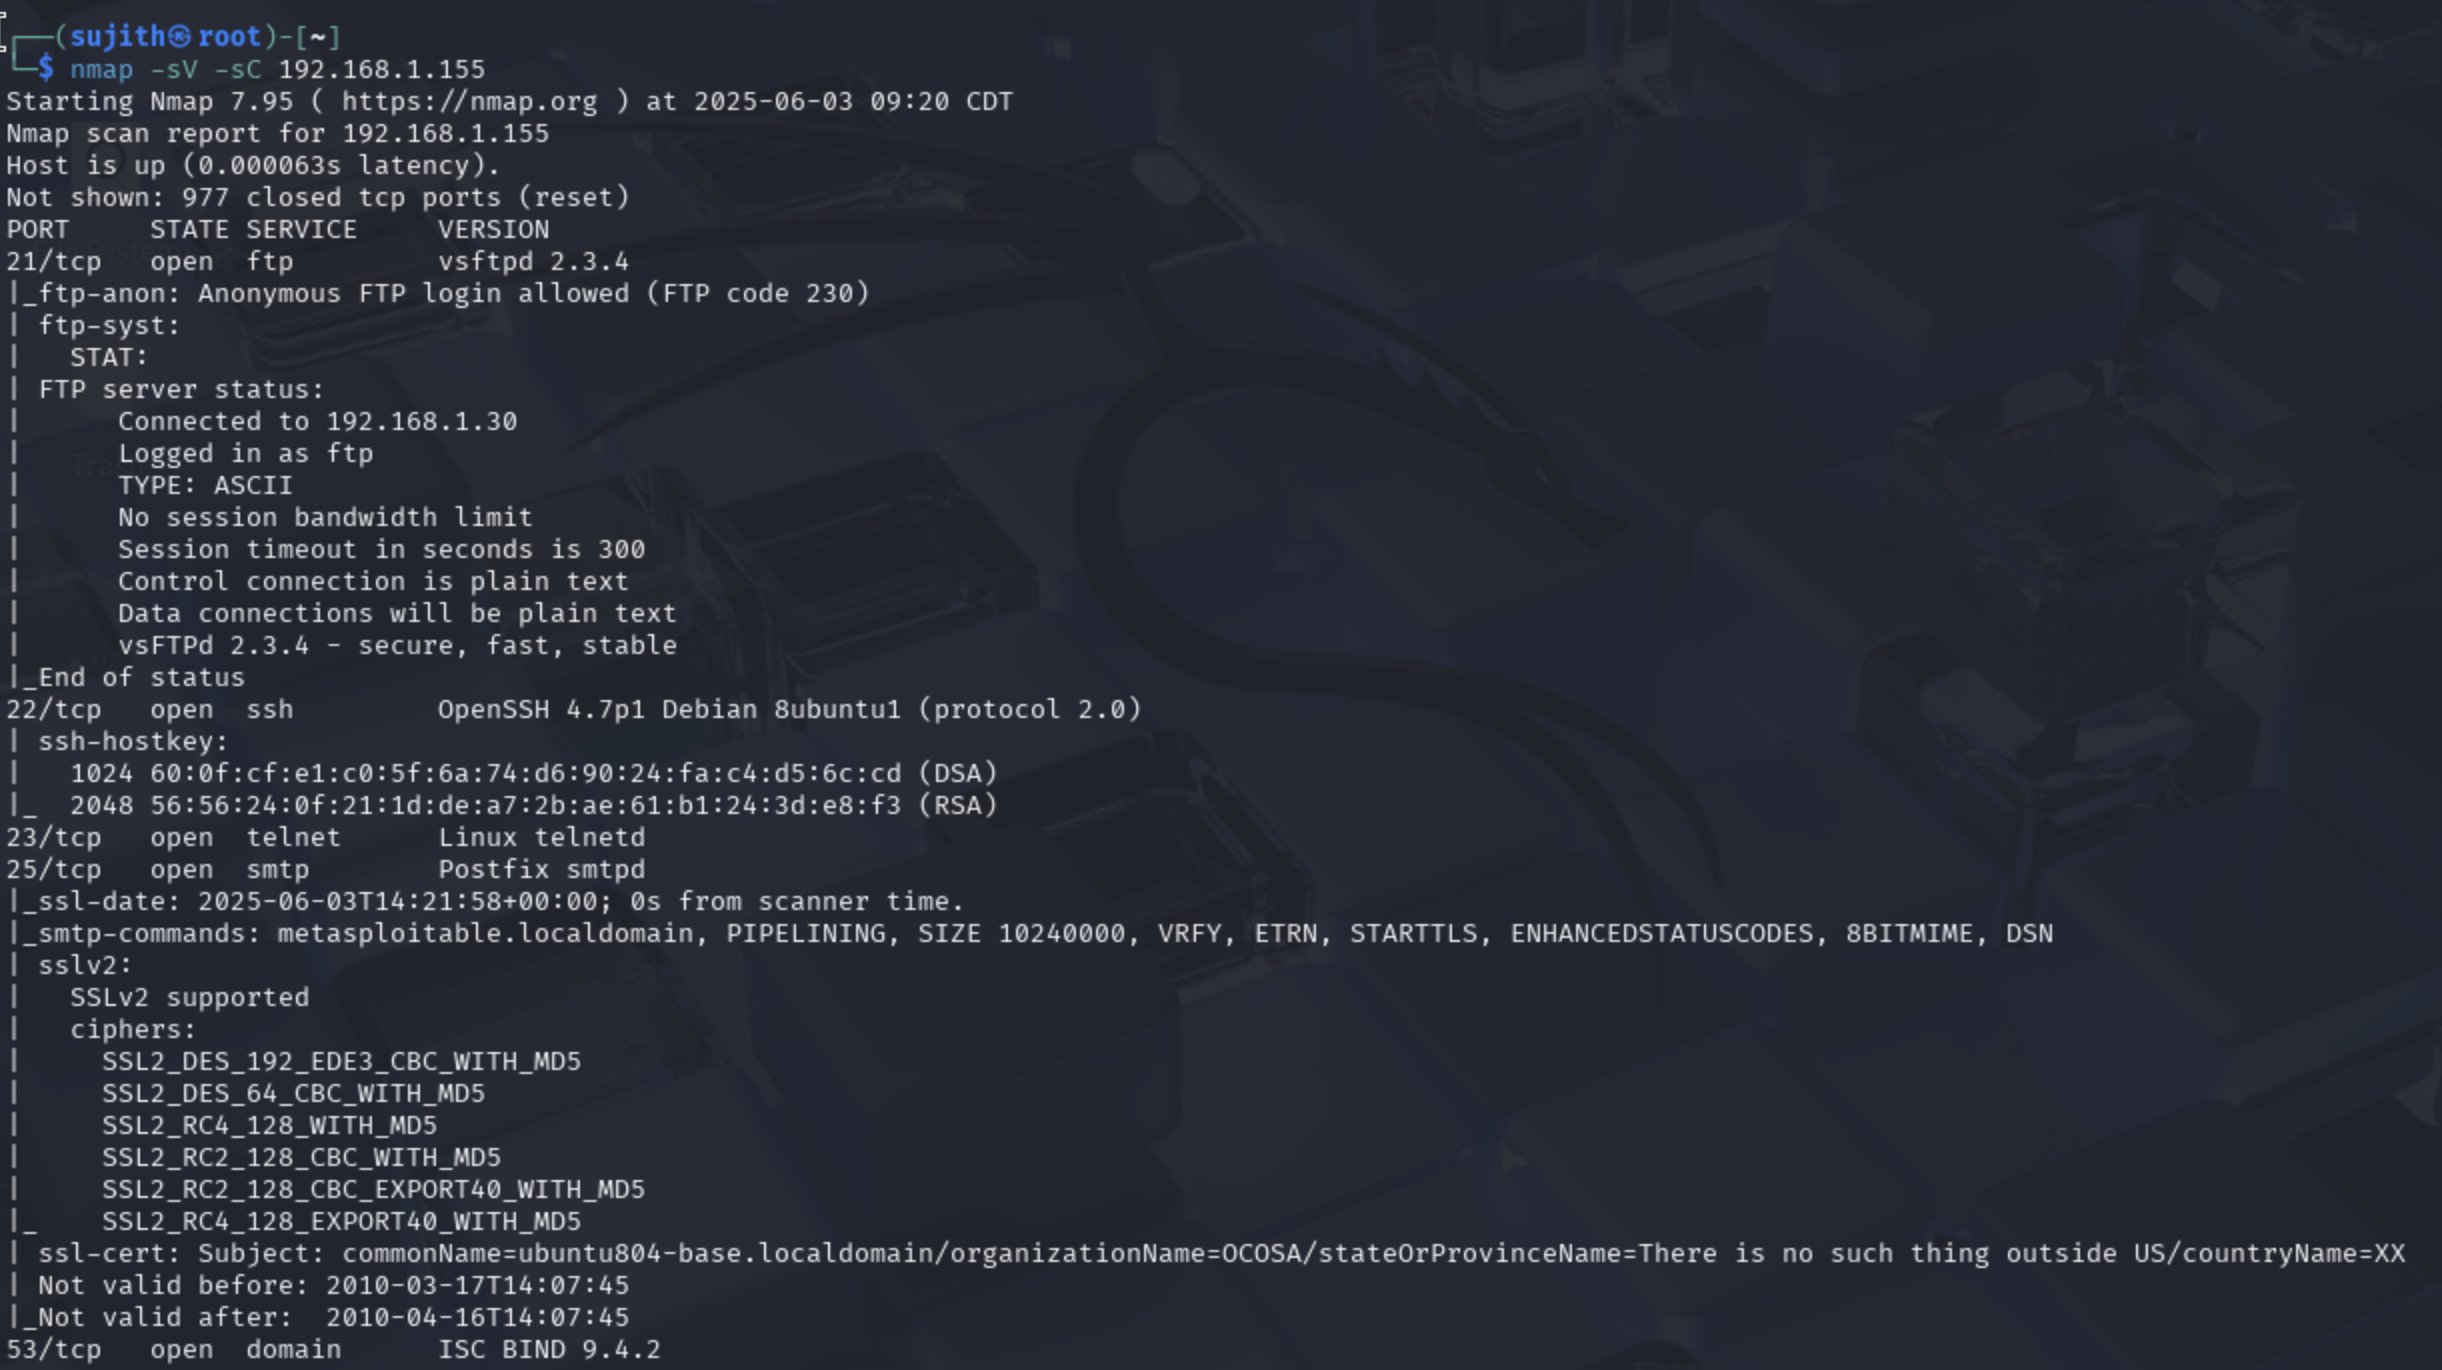 ┌──(sujith㉿root)-[~]
└─$ nmap -sV -sC 192.168.1.155
Starting Nmap 7.95 ( https://nmap.org ) at 2025-06-03 09:20 CDT
Nmap scan report for 192.168.1.155
Host is up (0.000063s latency).
Not shown: 977 closed tcp ports (reset)
PORT     STATE SERVICE     VERSION
21/tcp   open  ftp         vsftpd 2.3.4
|_ftp-anon: Anonymous FTP login allowed (FTP code 230)
| ftp-syst:
|   STAT:
| FTP server status:
|      Connected to 192.168.1.30
|      Logged in as ftp
|      TYPE: ASCII
|      No session bandwidth limit
|      Session timeout in seconds is 300
|      Control connection is plain text
|      Data connections will be plain text
|      vsFTPd 2.3.4 - secure, fast, stable
|_End of status
22/tcp   open  ssh         OpenSSH 4.7p1 Debian 8ubuntu1 (protocol 2.0)
| ssh-hostkey:
|   1024 60:0f:cf:e1:c0:5f:6a:74:d6:90:24:fa:c4:d5:6c:cd (DSA)
|_  2048 56:56:24:0f:21:1d:de:a7:2b:ae:61:b1:24:3d:e8:f3 (RSA)
23/tcp   open  telnet      Linux telnetd
25/tcp   open  smtp        Postfix smtpd
|_ssl-date: 2025-06-03T14:21:58+00:00; 0s from scanner time.
|_smtp-commands: metasploitable.localdomain, PIPELINING, SIZE 10240000, VRFY, ETRN, STARTTLS, ENHANCEDSTATUSCODES, 8BITMIME, DSN
| sslv2:
|   SSLv2 supported
|   ciphers:
|     SSL2_DES_192_EDE3_CBC_WITH_MD5
|     SSL2_DES_64_CBC_WITH_MD5
|     SSL2_RC4_128_WITH_MD5
|     SSL2_RC2_128_CBC_WITH_MD5
|     SSL2_RC2_128_CBC_EXPORT40_WITH_MD5
|_    SSL2_RC4_128_EXPORT40_WITH_MD5
| ssl-cert: Subject: commonName=ubuntu804-base.localdomain/organizationName=OCOSA/stateOrProvinceName=There is no such thing outside US/countryName=XX
| Not valid before: 2010-03-17T14:07:45
|_Not valid after:  2010-04-16T14:07:45
53/tcp   open  domain      ISC BIND 9.4.2